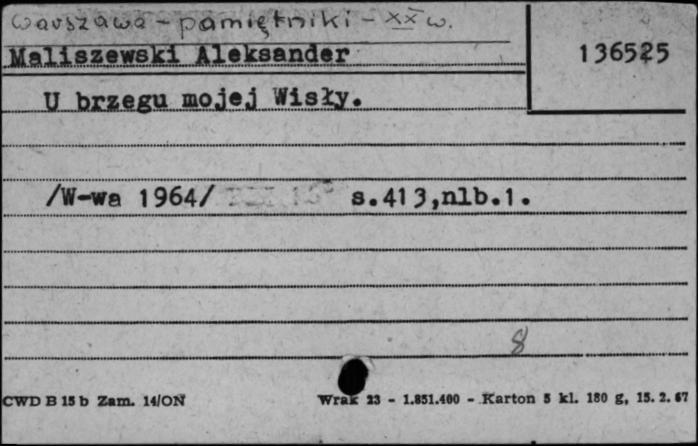 Warszawa - pamiętniki - XX w.
Maliszewski Aleksander
136525
U brzegu mojej Wisły.
/W-wa 1964/ s.413,nlb.1.
8
CWD B 15 b Zam. 14/ON
Wrak 23 - 1.851.400 - Karton 5 kl. 180 g, 15. 2. 67